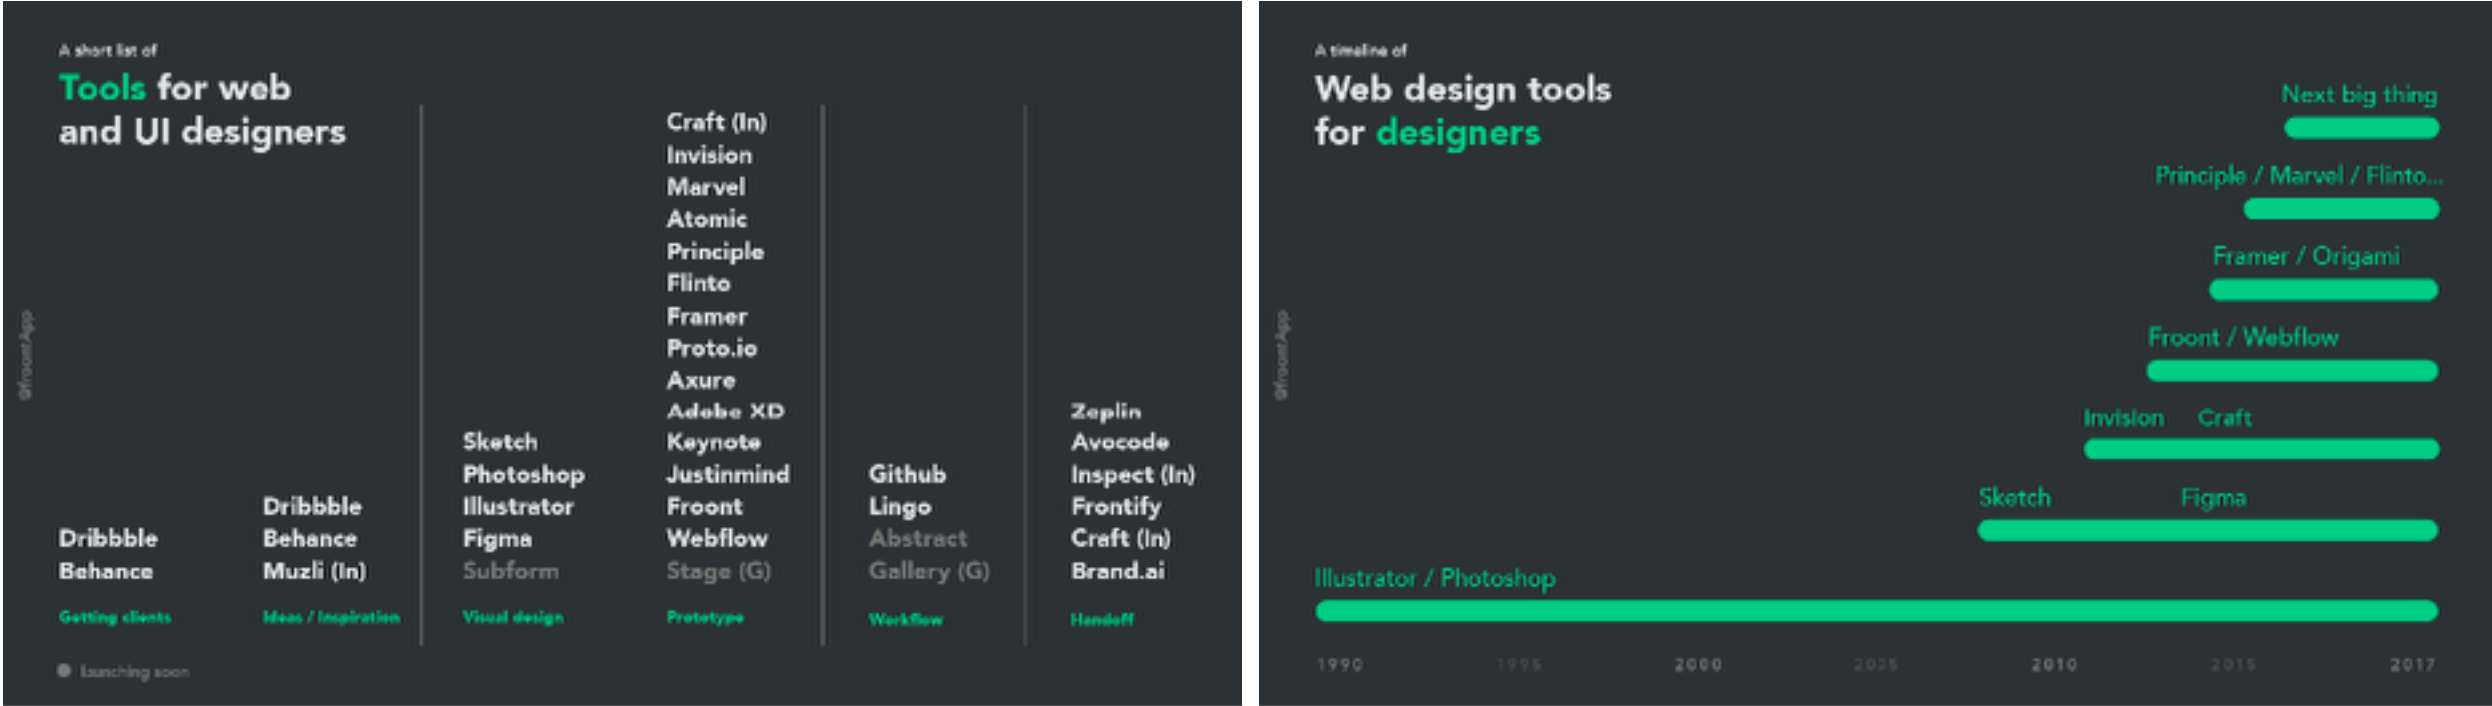 A short list of
Tools for web
and UI designers
Dribbble
Behance
Getting clients
Dribbble
Behance
Muzli (In)
Ideas / Inspiration
Sketch
Photoshop
Illustrator
Figma
Subform
Visual design
Craft (In)
Invision
Marvel
Atomic
Principle
Flinto
Framer
Proto.io
Axure
Adobe XD
Keynote
Justinmind
Froont
Webflow
Stage (G)
Prototype
Github
Lingo
Abstract
Gallery (G)
Workflow
Zeplin
Avocode
Inspect (In)
Frontify
Craft (In)
Brand.ai
Handoff
launching soon
@froontApp
A timeline of
Web design tools
for designers
Next big thing
Principle / Marvel / Flinto...
Framer / Origami
Froont / Webflow
Invision Craft
Sketch Figma
Illustrator / Photoshop
1990 1995 2000 2005 2010 2015 2017
@froontApp